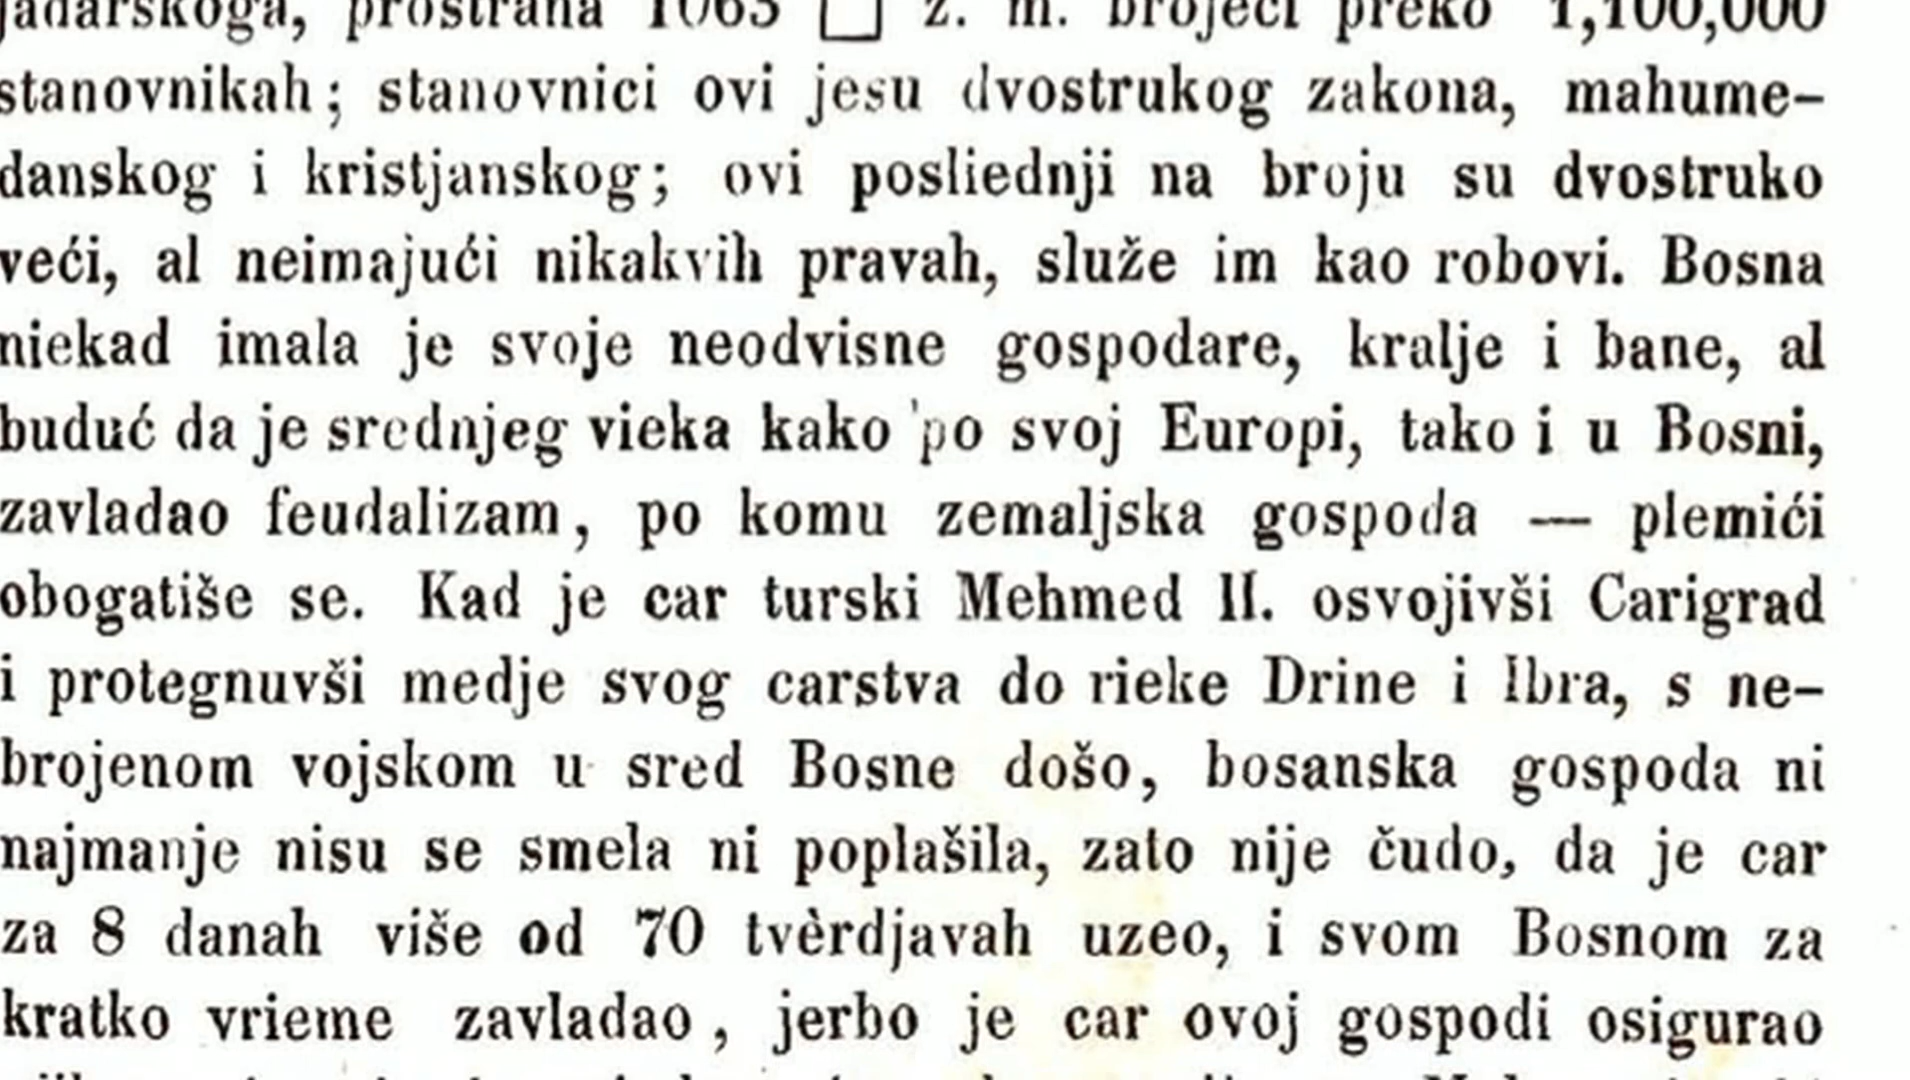 jadarskoga, prostrana 1063 □ z. m. brojeći preko 1,100,000
stanovnikah; stanovnici ovi jesu dvostrukog zakona, mahume-
danskog i kristjanskog; ovi posliednji na broju su dvostruko
veći, al neimajući nikakvih pravah, služe im kao robovi. Bosna
niekad imala je svoje neodvisne gospodare, kralje i bane, al
buduć da je srednjeg vieka kako po svoj Europi, tako i u Bosni,
zavladao feudalizam, po komu zemaljska gospoda — plemići
obogatiše se. Kad je car turski Mehmed II. osvojivši Carigrad
i protegnuvši medje svog carstva do rieke Drine i Ibra, s ne-
brojenom vojskom u sred Bosne došo, bosanska gospoda ni
najmanje nisu se smela ni poplašila, zato nije čudo, da je car
za 8 danah više od 70 tvèrdjavah uzeo, i svom Bosnom za
kratko vrieme zavladao, jerbo je car ovoj gospodi osigurao